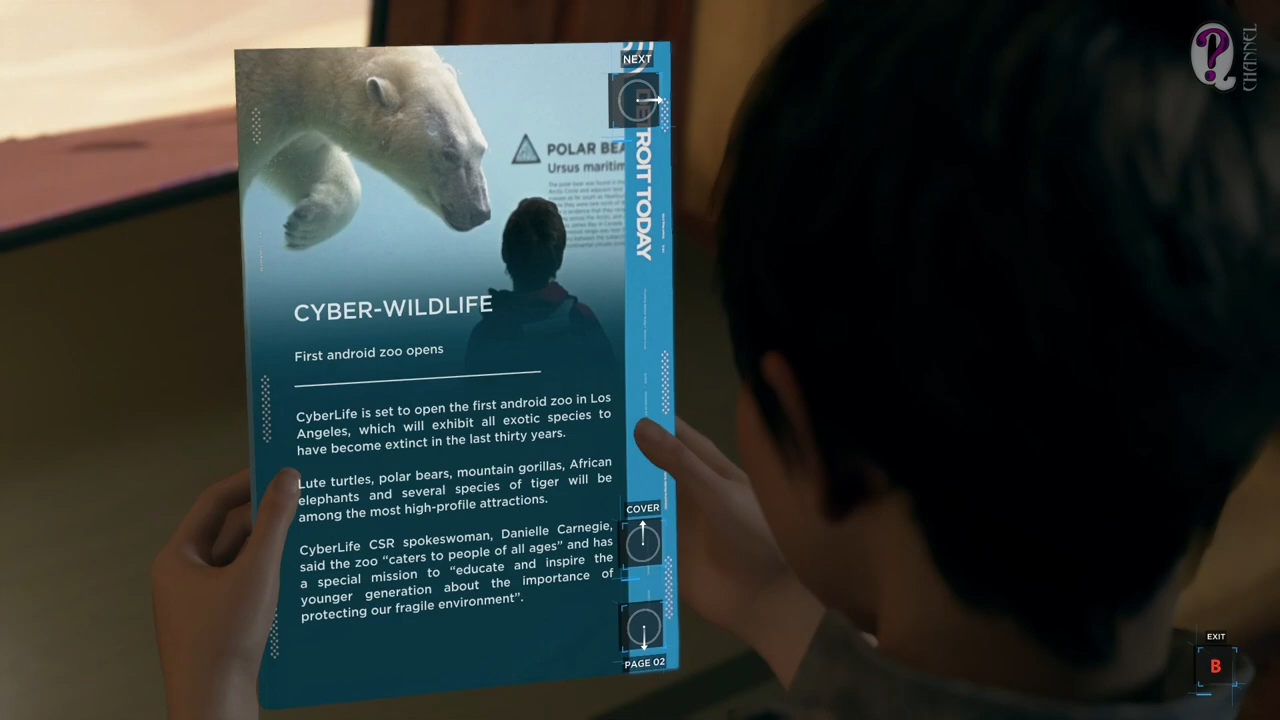 NEXT
DETROIT TODAY
POLAR BEA
Ursus maritim
CYBER-WILDLIFE
First android zoo opens
CyberLife is set to open the first android zoo in Los
Angeles, which will exhibit all exotic species to
have become extinct in the last thirty years.
Lute turtles, polar bears, mountain gorillas, African
elephants and several species of tiger will be
among the most high-profile attractions.
CyberLife CSR spokeswoman, Danielle Carnegie,
said the zoo “caters to people of all ages” and has
a special mission to “educate and inspire the
younger generation about the importance of
protecting our fragile environment”.
COVER
PAGE 02
EXIT
B
? CHANNEL